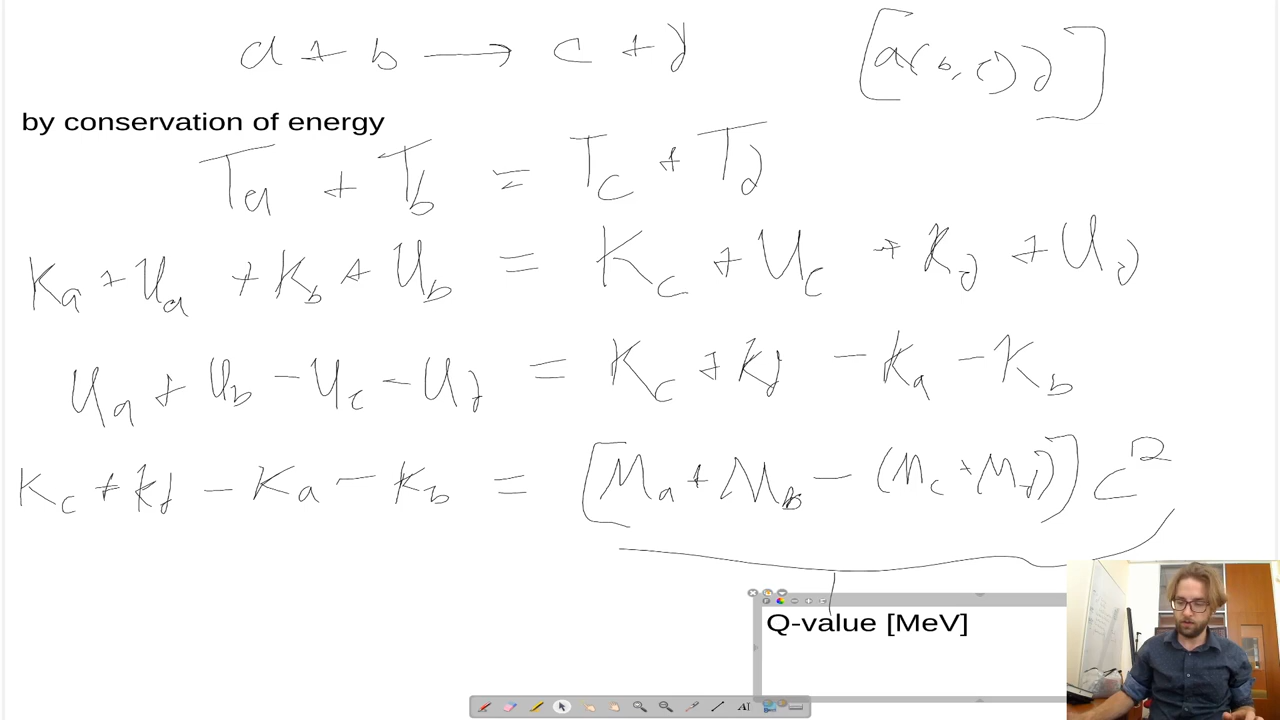 a + b ⟶ c + d [a(b, c)d]
by conservation of energy
Ta + Tb = Tc + Td
Ka + Ua + Kb + Ub = Kc + Uc + Kd + Ud
Ua + Ub - Uc - Ud = Kc + Kd - Ka - Kb
Kc + Kd - Ka - Kb = [Ma + Mb - (Mc + Md)] c²
Q-value [MeV]
AI